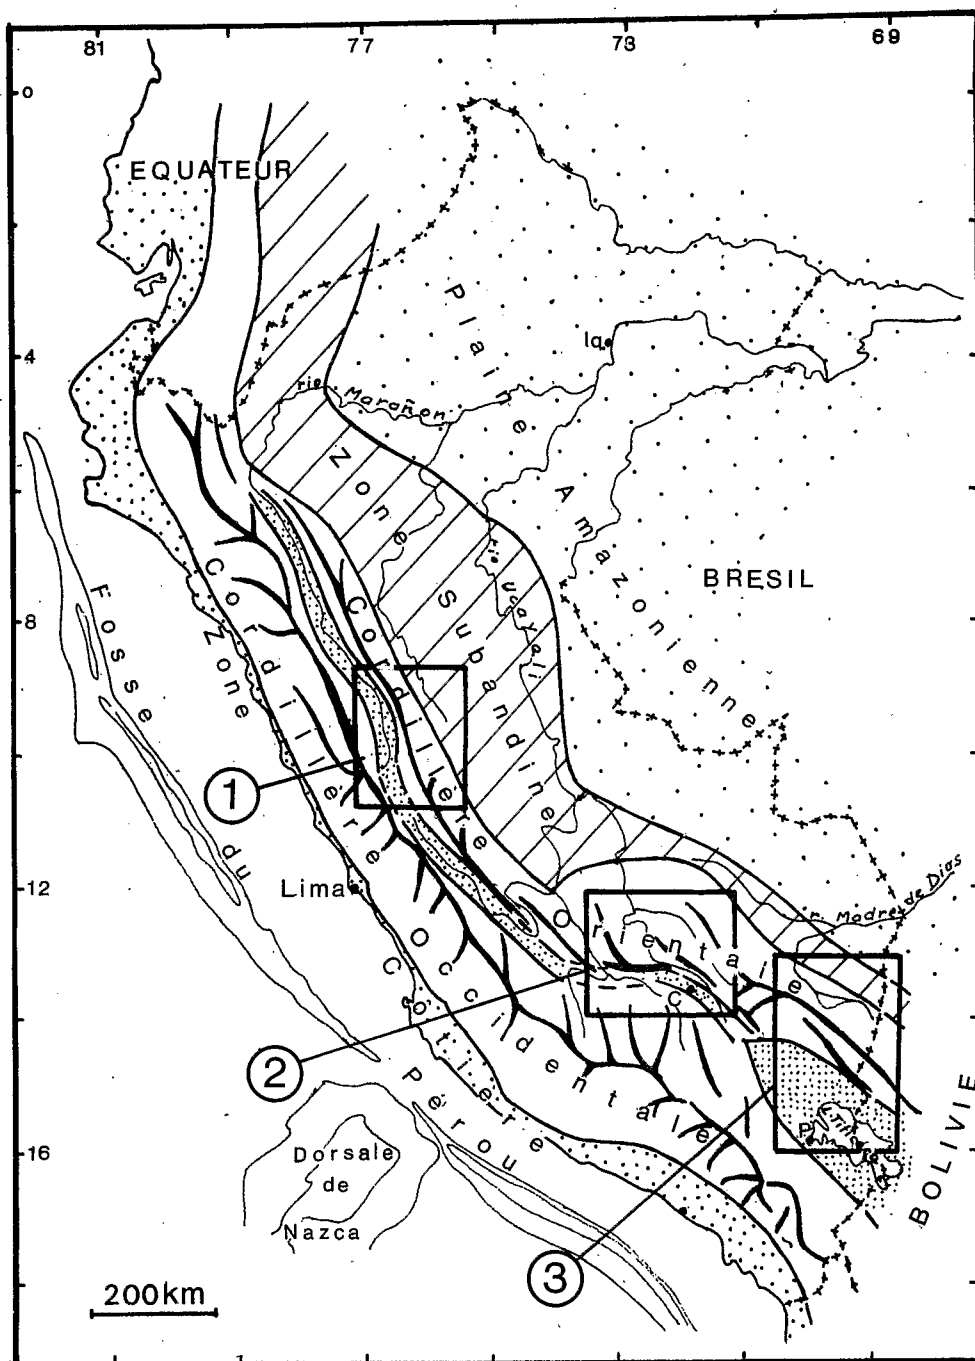 81 77 73 69
0
EQUATEUR
Plaine Amazonienne
4
Iq.
rio Marañon
Zone Subandine
rio Ucayali
BRESIL
8
Fosse du Pérou
Zone Côtière
Cordillère Occidentale
Cordillère Orientale
1
12
Lima
r. Madre de Dios
C
2
P
BOLIVIE
16
Dorsale
de
Nazca
3
200km